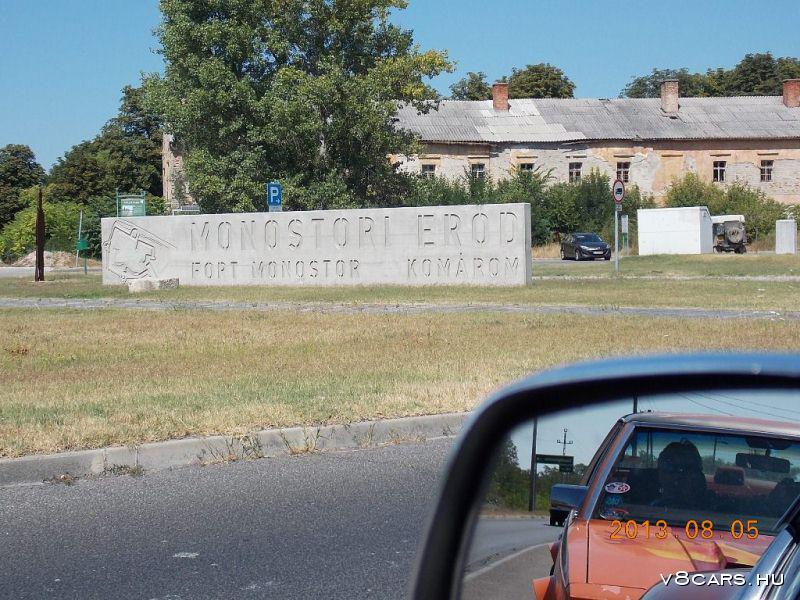 P
MONOSTORI ERŐD
FORT MONOSTOR KOMÁROM
2013.08.05
V8CARS.HU